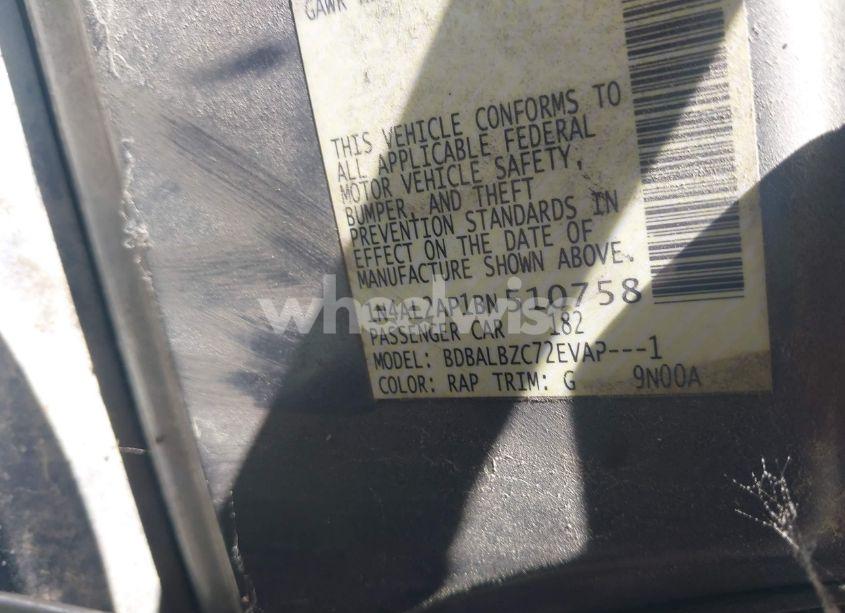 GAWR
THIS VEHICLE CONFORMS TO
ALL APPLICABLE FEDERAL
MOTOR VEHICLE SAFETY,
BUMPER, AND THEFT
PREVENTION STANDARDS IN
EFFECT ON THE DATE OF
MANUFACTURE SHOWN ABOVE.
1N4AL2AP1BN510758
PASSENGER CAR 182
MODEL: BDBALBZC72EVAP---1
COLOR: RAP TRIM: G 9N00A
wheelwise